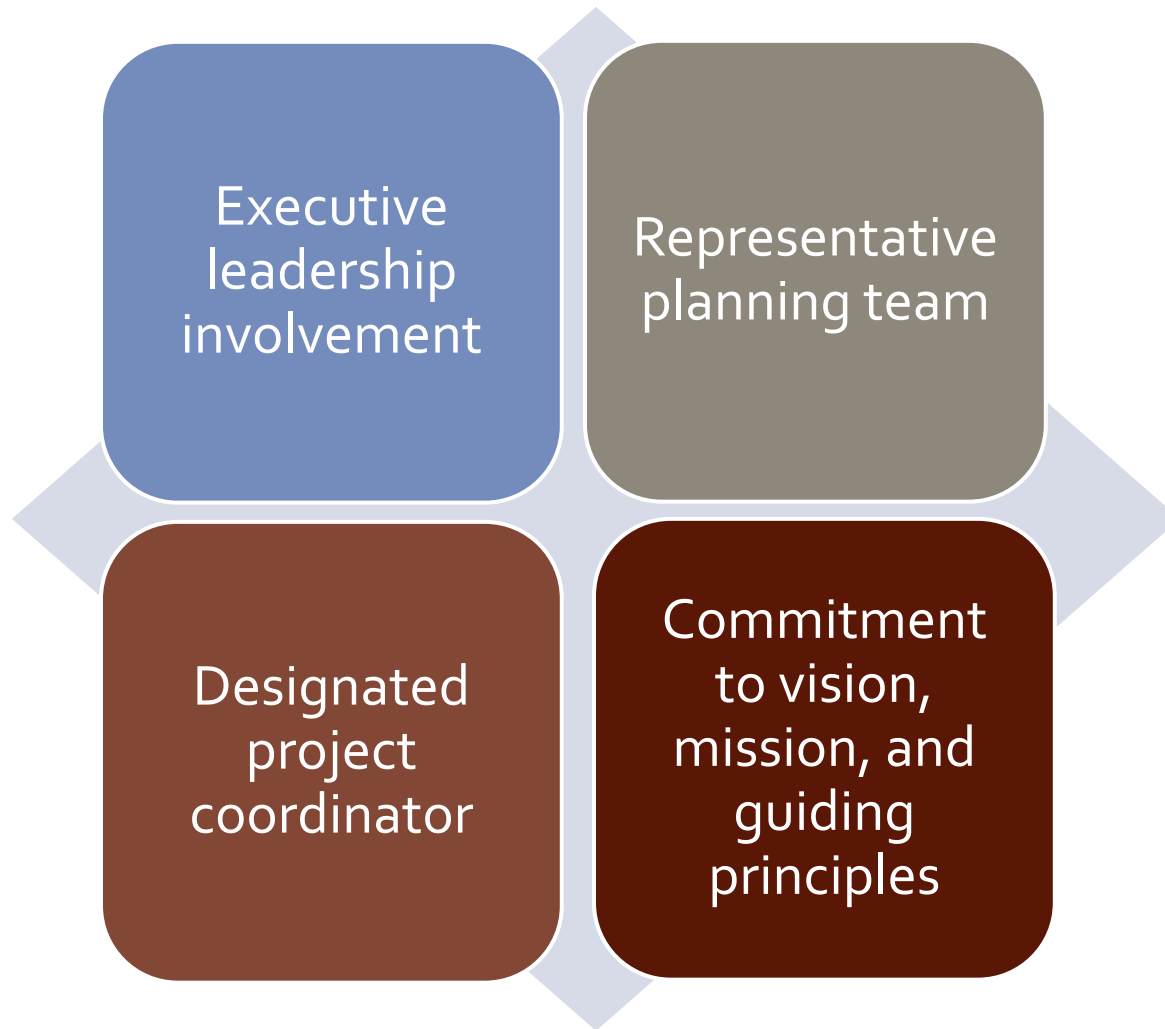 Executive
leadership
involvement
Representative
planning team
Designated
project
coordinator
Commitment
to vision,
mission, and
guiding
principles